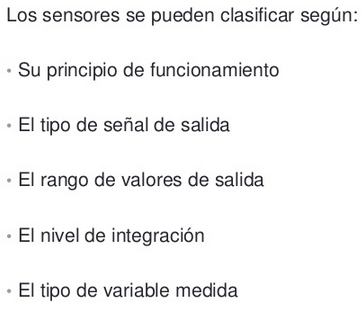 Los sensores se pueden clasificar según:
• Su principio de funcionamiento
• El tipo de señal de salida
• El rango de valores de salida
• El nivel de integración
• El tipo de variable medida